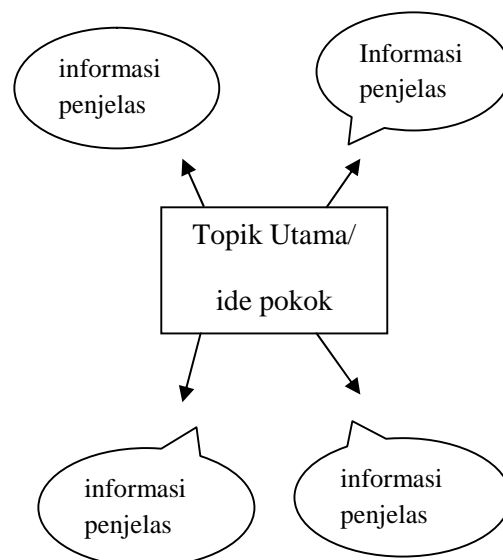 informasi
penjelas
Informasi
penjelas
Topik Utama/
ide pokok
informasi
penjelas
informasi
penjelas